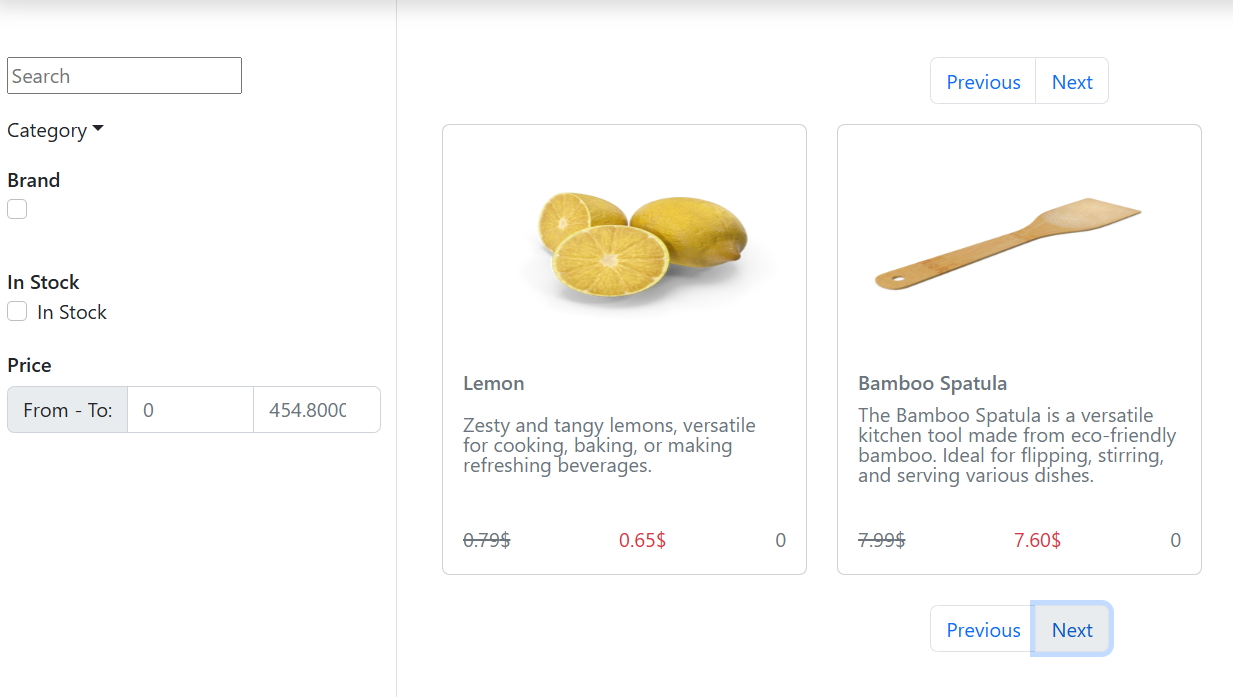 Search
Category
Brand
In Stock
In Stock
Price
From - To:
0
454.8000
Previous
Next
Lemon
Zesty and tangy lemons, versatile
for cooking, baking, or making
refreshing beverages.
0.79$
0.65$
0
Bamboo Spatula
The Bamboo Spatula is a versatile
kitchen tool made from eco-friendly
bamboo. Ideal for flipping, stirring,
and serving various dishes.
7.99$
7.60$
0
Previous
Next